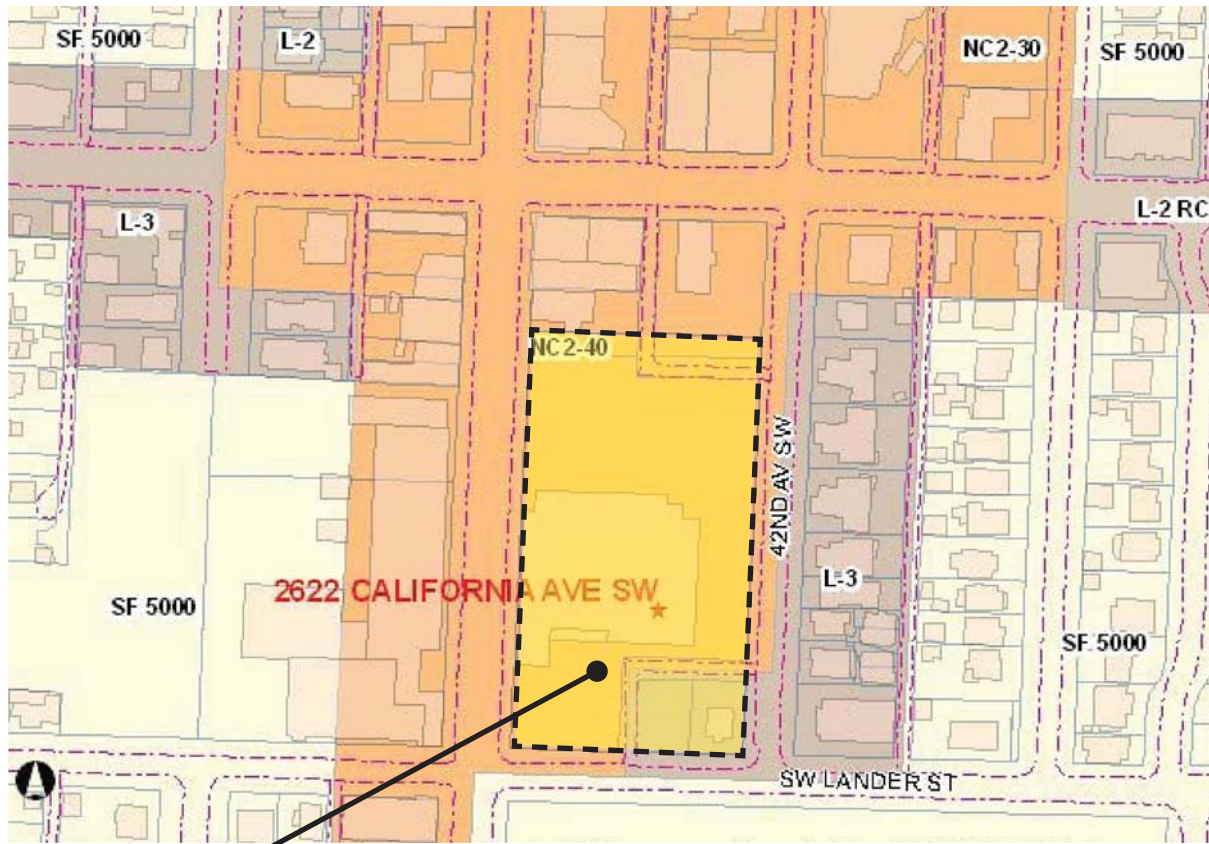 SF 5000
L-2
NC2-30
SF 5000
L-3
L-2 RC
NC2-40
42ND AV SW
2622 CALIFORNIA AVE SW
L-3
SF 5000
SF 5000
SW LANDER ST